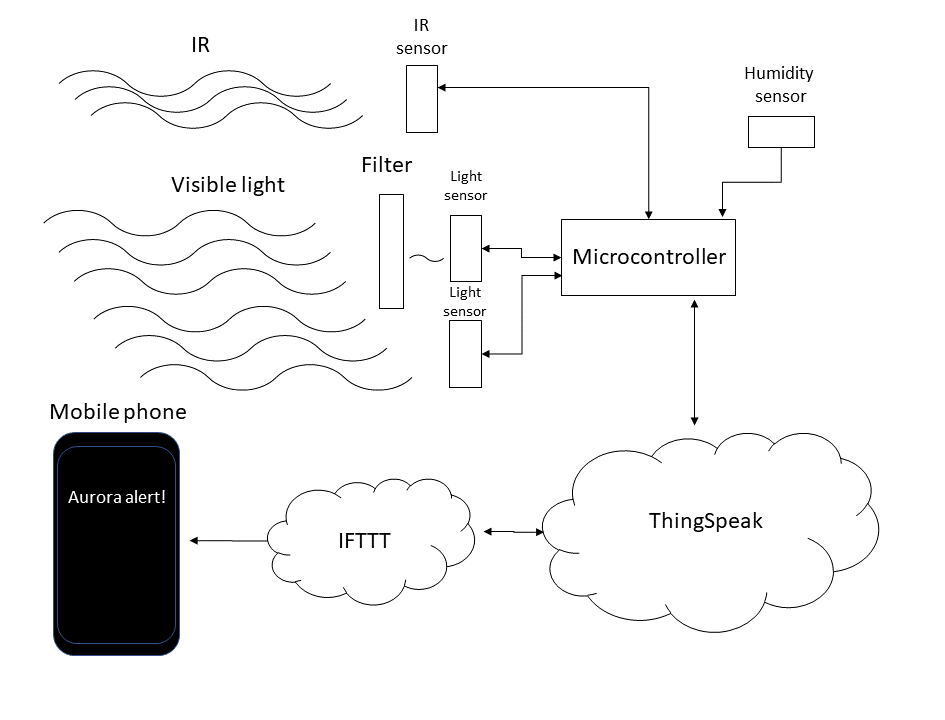 IR
IR
sensor
Humidity
sensor
Filter
Visible light
Light
sensor
Microcontroller
Light
sensor
Mobile phone
Aurora alert!
IFTTT
ThingSpeak